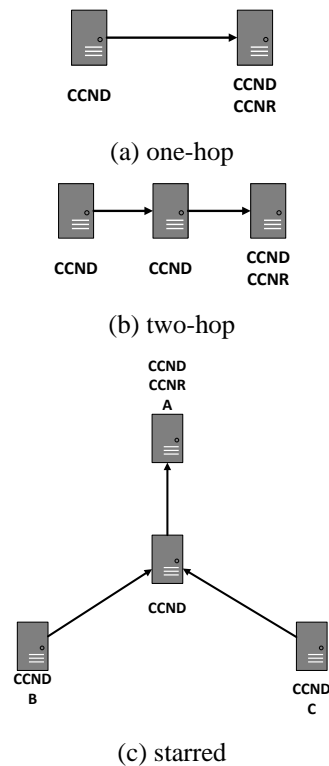 CCND
CCND
CCNR
(a) one-hop
CCND
CCND
CCND
CCNR
(b) two-hop
CCND
CCNR
A
CCND
CCND
B
CCND
C
(c) starred